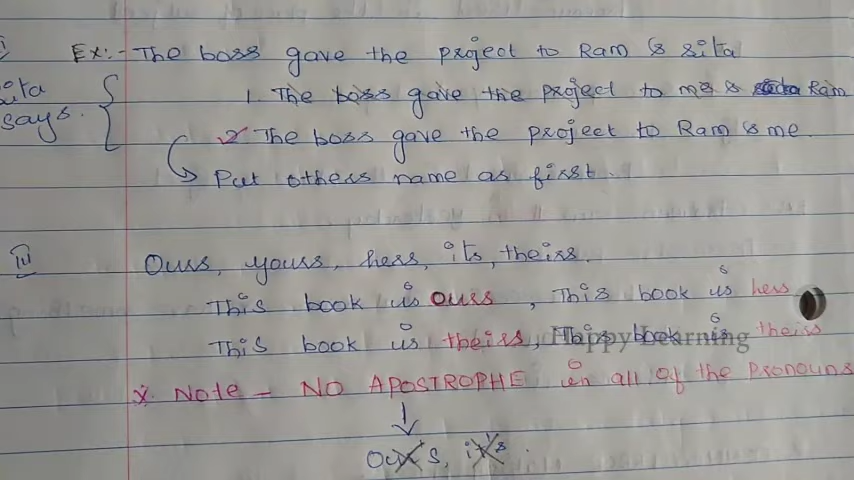 Ex:- The boss gave the project to Ram & sita
says. 1. The boss gave the project to me & Ram
2. The boss gave the project to Ram & me.
Put others name as first.
III Ours, yours, hers, its, theirs.
This book is ours, This book is hers
This book is theirs, This book is theirs
Happy Learning
x. Note - NO APOSTROPHE in all of the Pronouns
our's, it's.